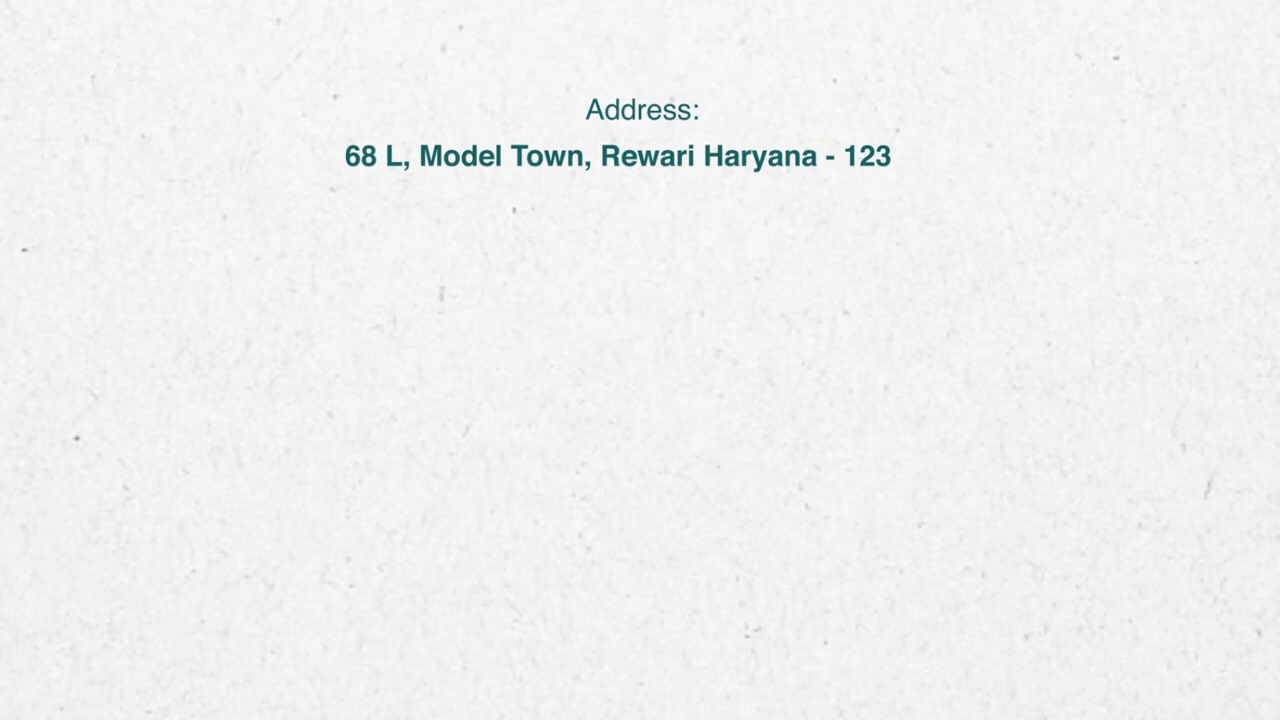 Address:
68 L, Model Town, Rewari Haryana - 123